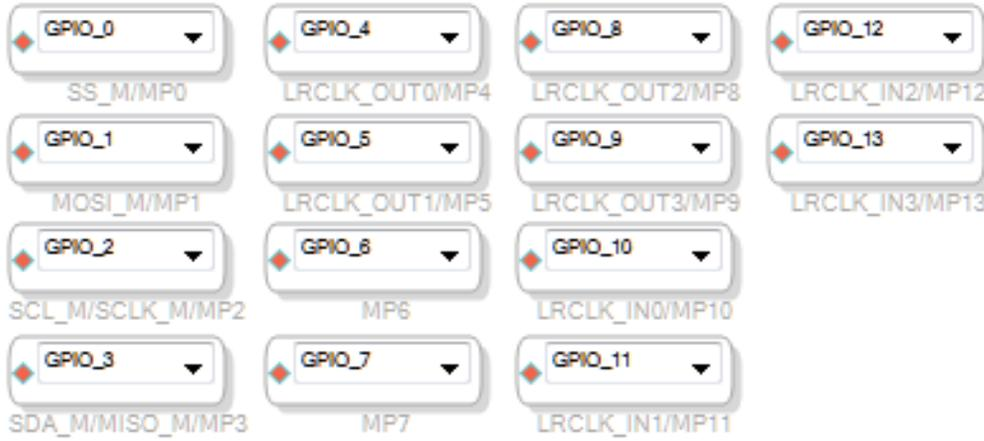 GPIO_0
SS_M/MP0
GPIO_1
MOSI_M/MP1
GPIO_2
SCL_M/SCLK_M/MP2
GPIO_3
SDA_M/MISO_M/MP3
GPIO_4
LRCLK_OUT0/MP4
GPIO_5
LRCLK_OUT1/MP5
GPIO_6
MP6
GPIO_7
MP7
GPIO_8
LRCLK_OUT2/MP8
GPIO_9
LRCLK_OUT3/MP9
GPIO_10
LRCLK_IN0/MP10
GPIO_11
LRCLK_IN1/MP11
GPIO_12
LRCLK_IN2/MP12
GPIO_13
LRCLK_IN3/MP13